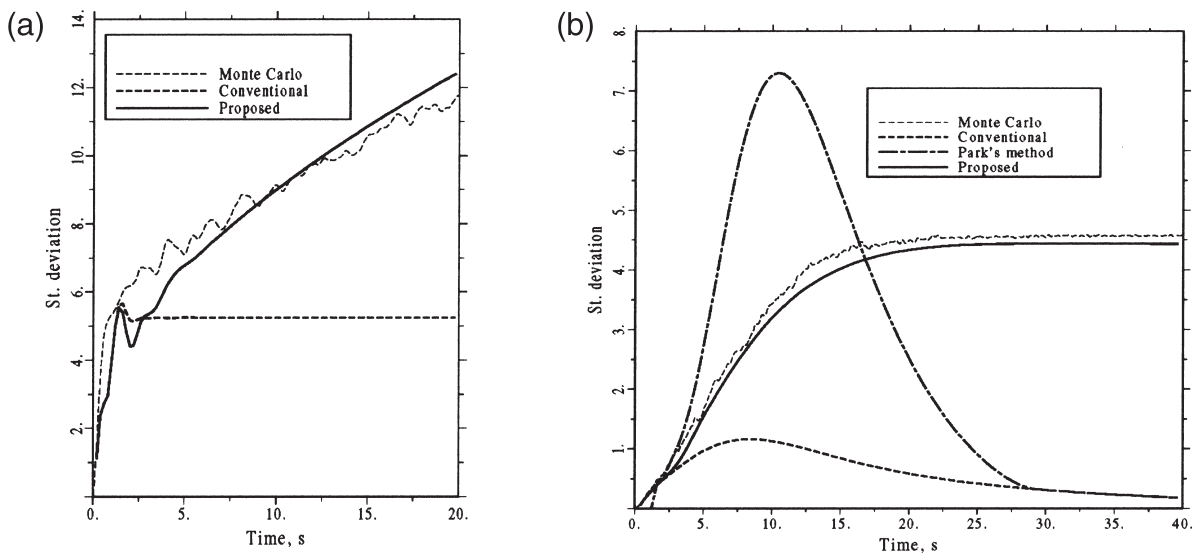 (a)
14.
12.
10.
8.
6.
4.
2.
St. deviation
Monte Carlo
Conventional
Proposed
0.
5.
10.
15.
20.
Time, s
(b)
8.
7.
6.
5.
4.
3.
2.
1.
St. deviation
Monte Carlo
Conventional
Park's method
Proposed
0.
5.
10.
15.
20.
25.
30.
35.
40.
Time, s